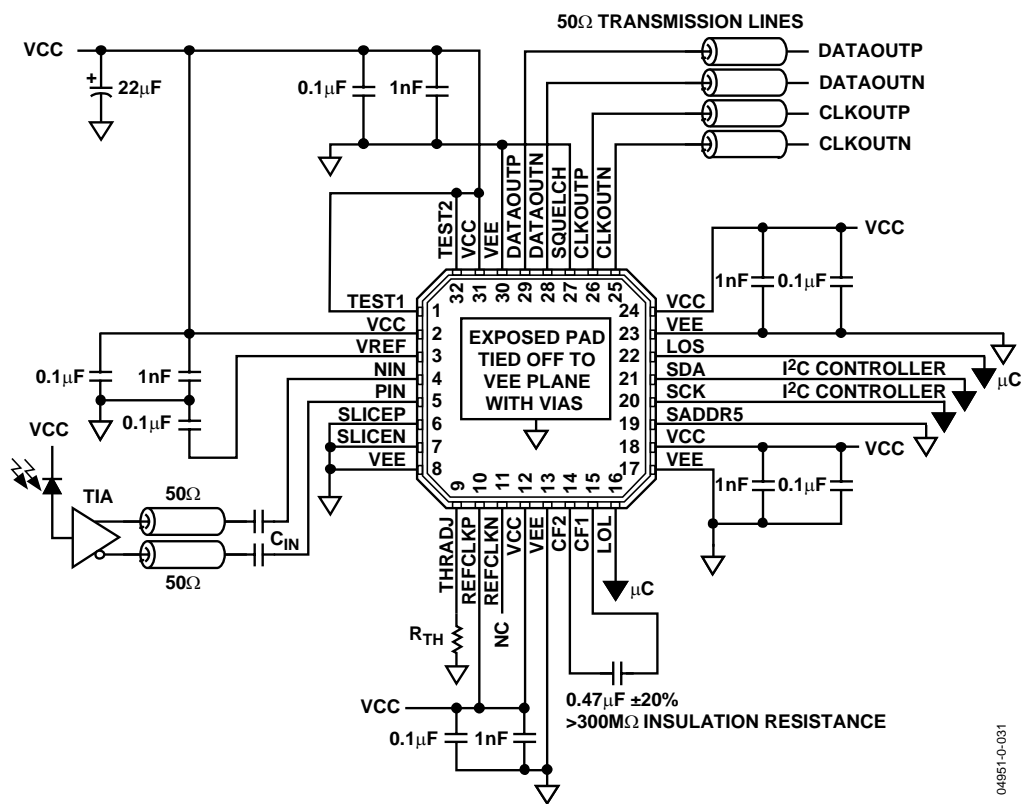 50Ω TRANSMISSION LINES
VCC
DATAOUTP
DATAOUTN
CLKOUTP
CLKOUTN
+
22µF
0.1µF
1nF
TEST2
VCC
VEE
DATAOUTP
DATAOUTN
SQUELCH
CLKOUTP
CLKOUTN
32
31
30
29
28
27
26
25
TEST1
VCC
VREF
NIN
PIN
SLICEP
SLICEN
VEE
1
2
3
4
5
6
7
8
EXPOSED PAD
TIED OFF TO
VEE PLANE
WITH VIAS
24
23
22
21
20
19
18
17
VCC
VEE
LOS
SDA
SCK
SADDR5
VCC
VEE
VCC
1nF
0.1µF
µC
I²C CONTROLLER
I²C CONTROLLER
VCC
1nF
0.1µF
0.1µF
1nF
0.1µF
VCC
TIA
50Ω
50Ω
CIN
9
10
11
12
13
14
15
16
THRADJ
REFCLKP
REFCLKN
VCC
VEE
CF2
CF1
LOL
µC
RTH
NC
VCC
0.1µF
1nF
0.47µF ±20%
>300MΩ INSULATION RESISTANCE
04951-0-031